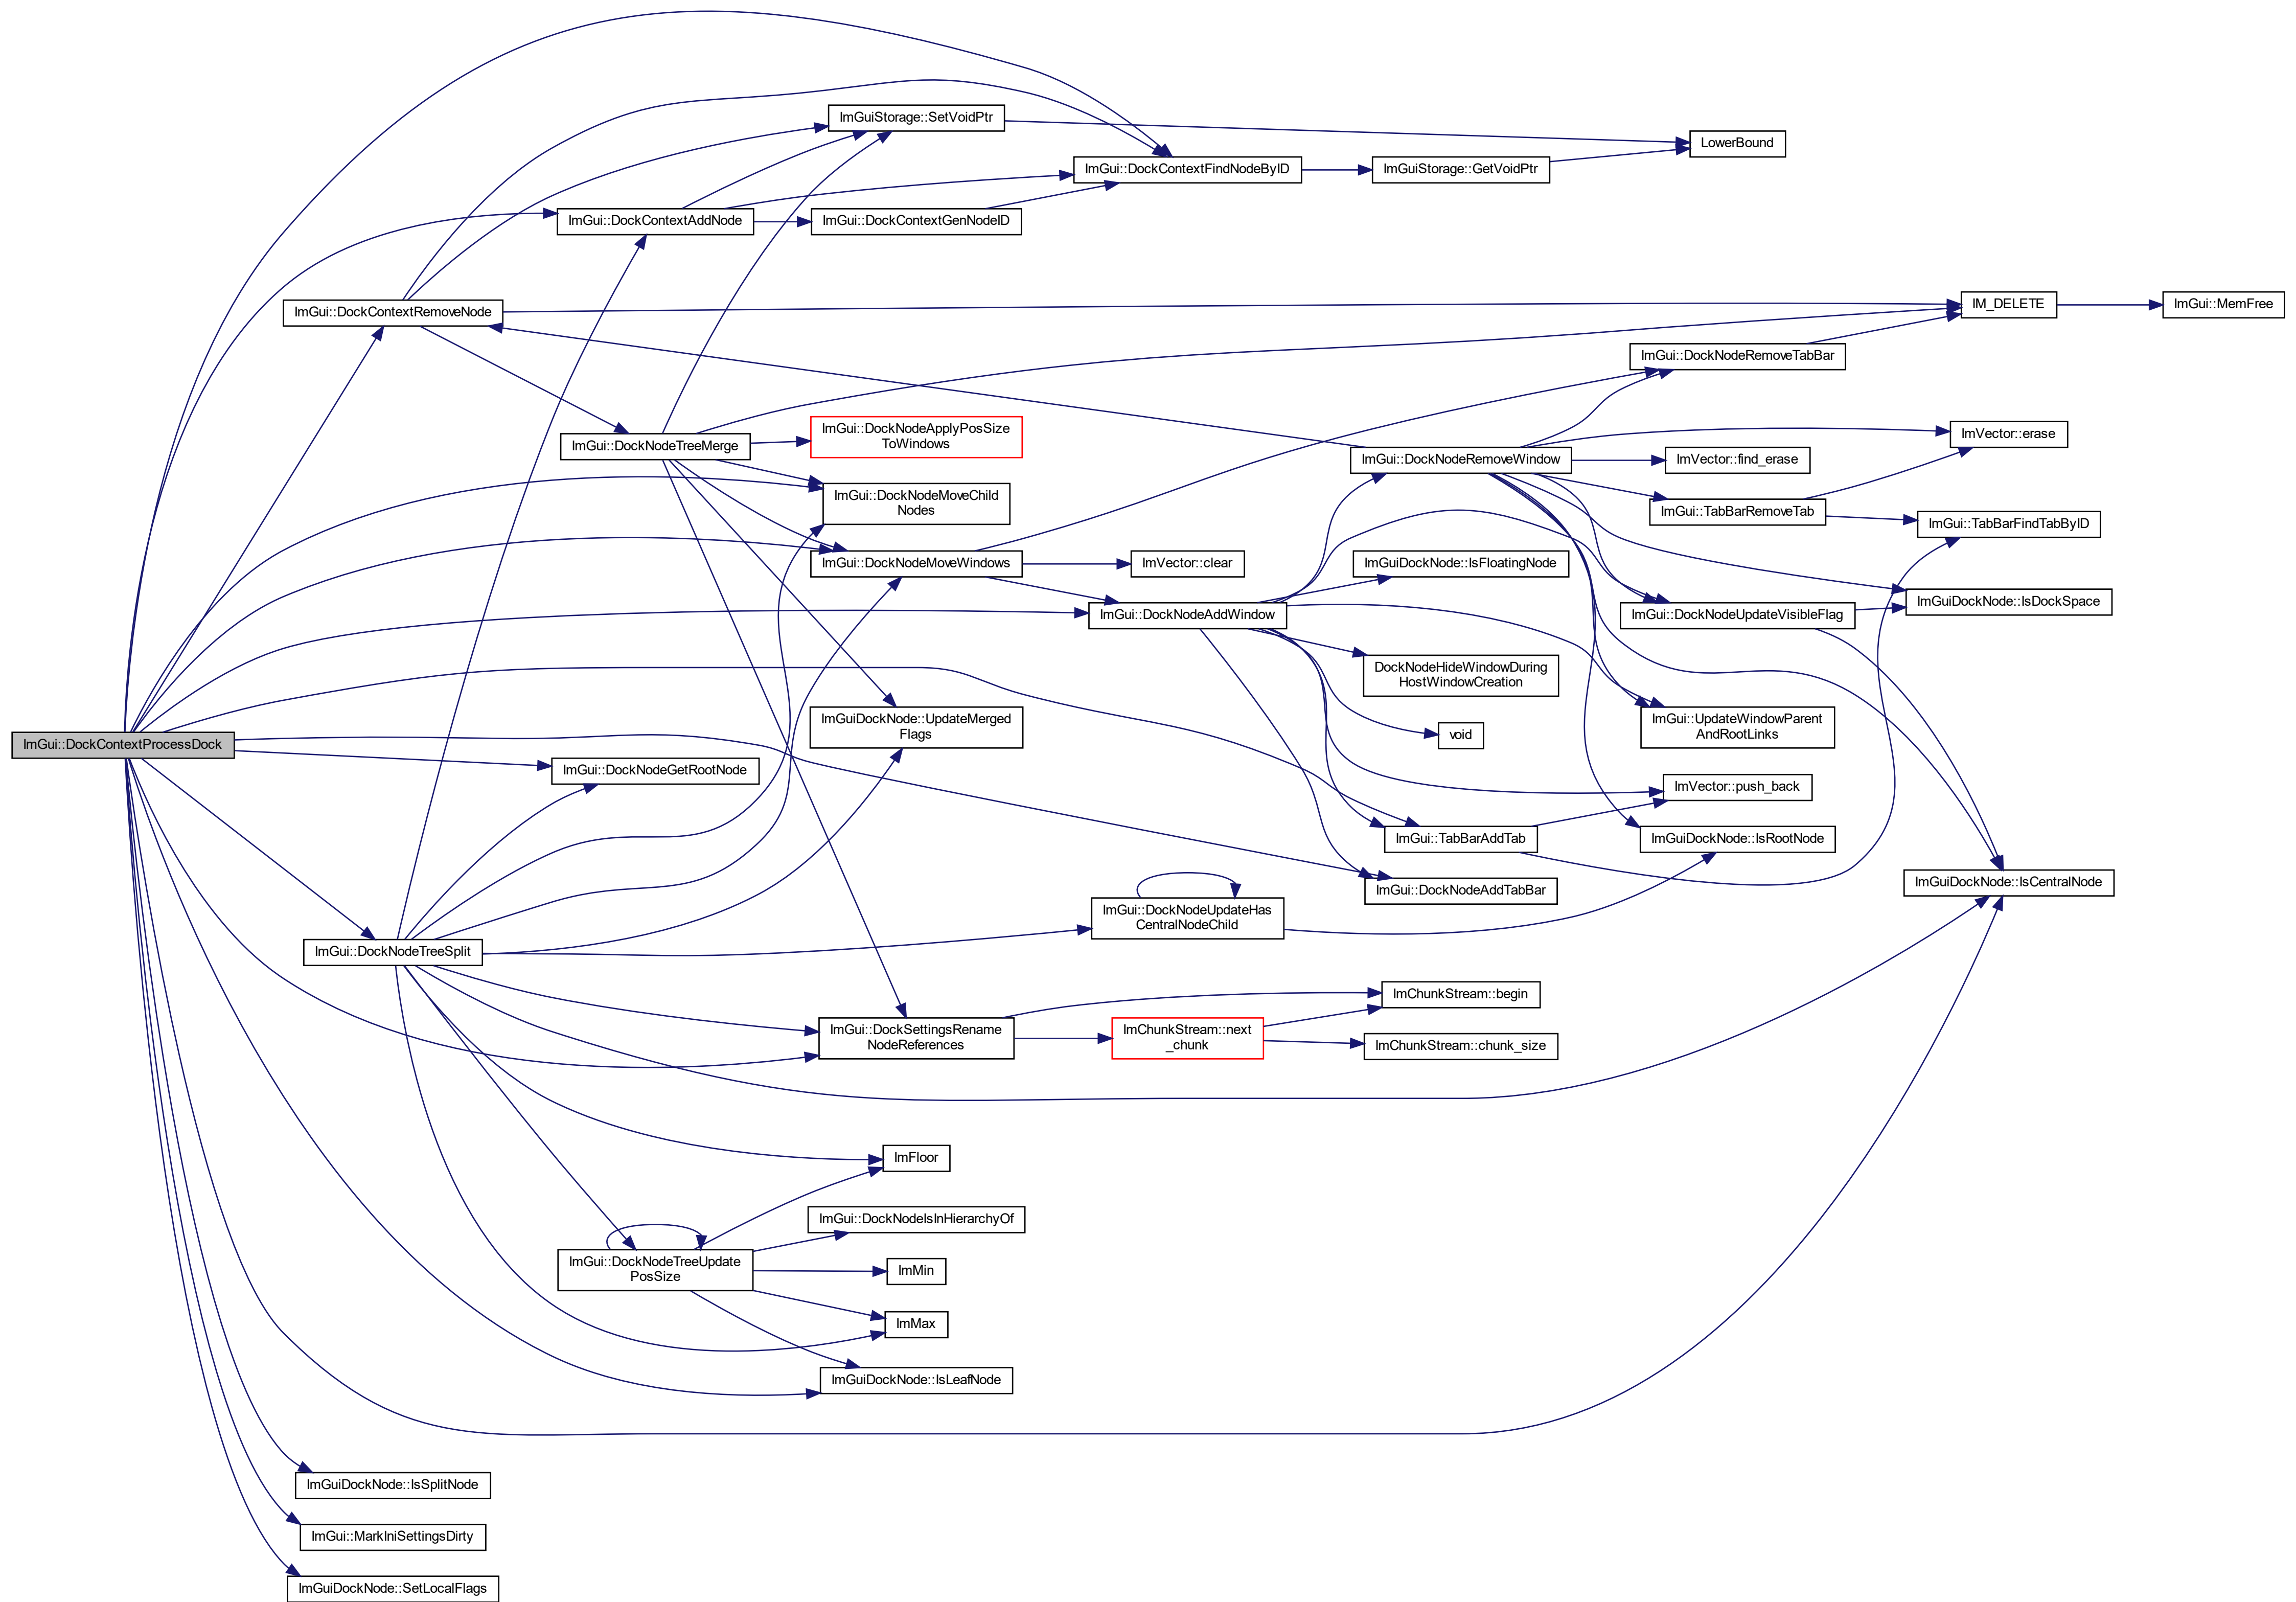 ImGuiStorage::SetVoidPtr
LowerBound
ImGui::DockContextFindNodeByID
ImGuiStorage::GetVoidPtr
ImGui::DockContextAddNode
ImGui::DockContextGenNodeID
ImGui::DockContextRemoveNode
IM_DELETE
ImGui::MemFree
ImGui::DockNodeRemoveTabBar
ImGui::DockNodeApplyPosSize
ToWindows
ImGui::DockNodeTreeMerge
ImGui::DockNodeRemoveWindow
ImVector::find_erase
ImVector::erase
ImGui::DockNodeMoveChild
Nodes
ImGui::TabBarRemoveTab
ImGui::TabBarFindTabByID
ImGui::DockNodeMoveWindows
ImVector::clear
ImGuiDockNode::IsFloatingNode
ImGui::DockNodeAddWindow
ImGui::DockNodeUpdateVisibleFlag
ImGuiDockNode::IsDockSpace
DockNodeHideWindowDuring
HostWindowCreation
ImGuiDockNode::UpdateMerged
Flags
void
ImGui::UpdateWindowParent
AndRootLinks
ImGui::DockContextProcessDock
ImGui::DockNodeGetRootNode
ImVector::push_back
ImGui::TabBarAddTab
ImGuiDockNode::IsRootNode
ImGui::DockNodeAddTabBar
ImGuiDockNode::IsCentralNode
ImGui::DockNodeUpdateHas
CentralNodeChild
ImGui::DockNodeTreeSplit
ImChunkStream::begin
ImGui::DockSettingsRename
NodeReferences
ImChunkStream::next
_chunk
ImChunkStream::chunk_size
ImFloor
ImGui::DockNodeIsInHierarchyOf
ImGui::DockNodeTreeUpdate
PosSize
ImMin
ImMax
ImGuiDockNode::IsLeafNode
ImGuiDockNode::IsSplitNode
ImGui::MarkIniSettingsDirty
ImGuiDockNode::SetLocalFlags